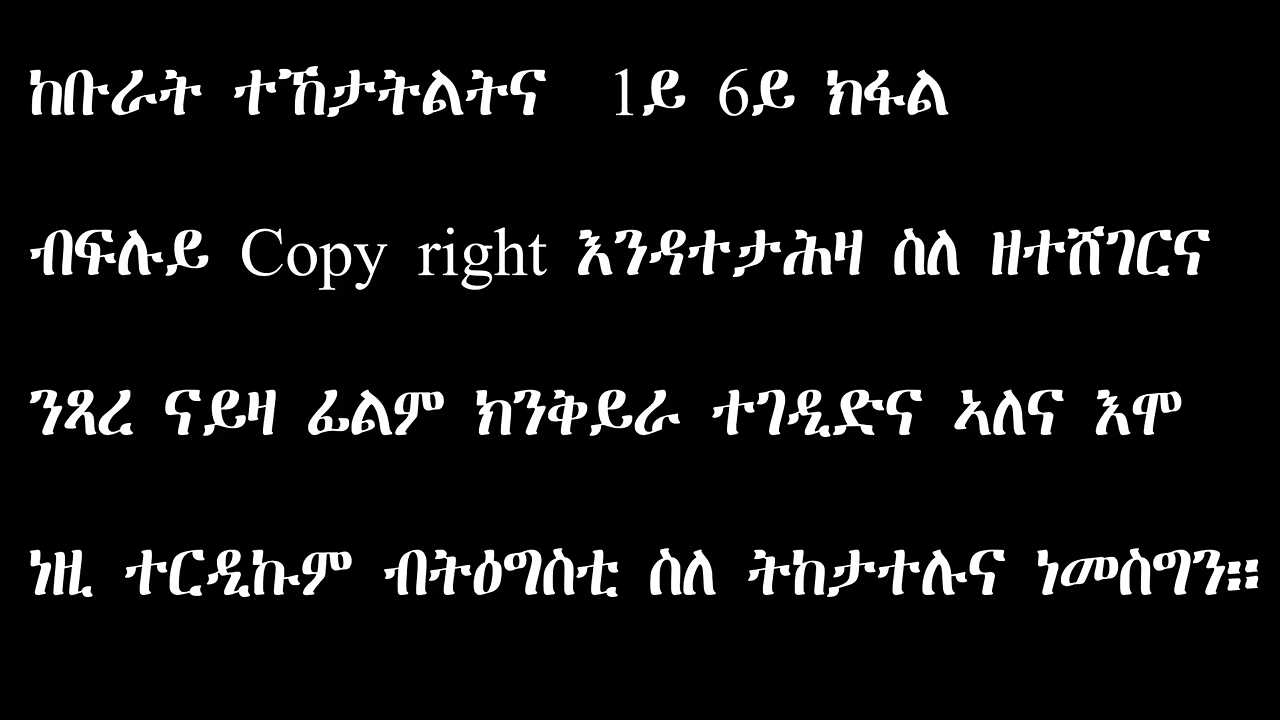 ከቡራት ተኸታትልትና 1ይ 6ይ ክፋል
ብፍሉይ Copy right እንዳተታሕዛ ስለ ዘተሸገርና
ንጻረ ናይዛ ፊልም ክንቅይራ ተገዲድና ኣለና እሞ
ነዚ ተርዲኩም ብትዕግስቲ ስለ ትከታተሉና ነመስግን።